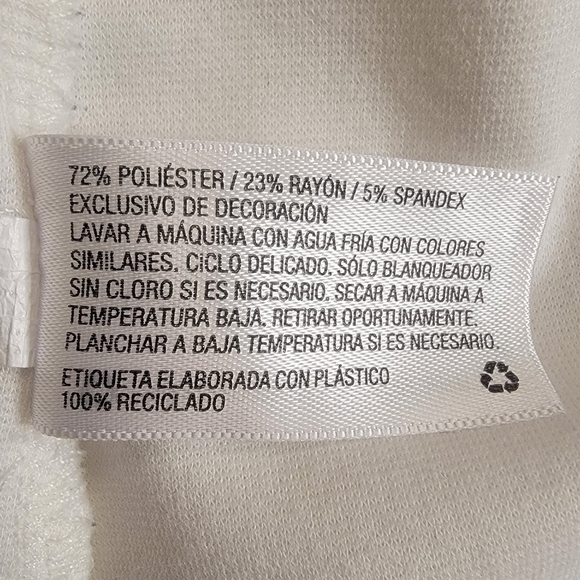 72% POLIÉSTER / 23% RAYÓN / 5% SPANDEX
EXCLUSIVO DE DECORACIÓN
LAVAR A MÁQUINA CON AGUA FRÍA CON COLORES
SIMILARES. CICLO DELICADO. SÓLO BLANQUEADOR
SIN CLORO SI ES NECESARIO. SECAR A MÁQUINA A
TEMPERATURA BAJA. RETIRAR OPORTUNAMENTE.
PLANCHAR A BAJA TEMPERATURA SI ES NECESARIO.
ETIQUETA ELABORADA CON PLÁSTICO
100% RECICLADO